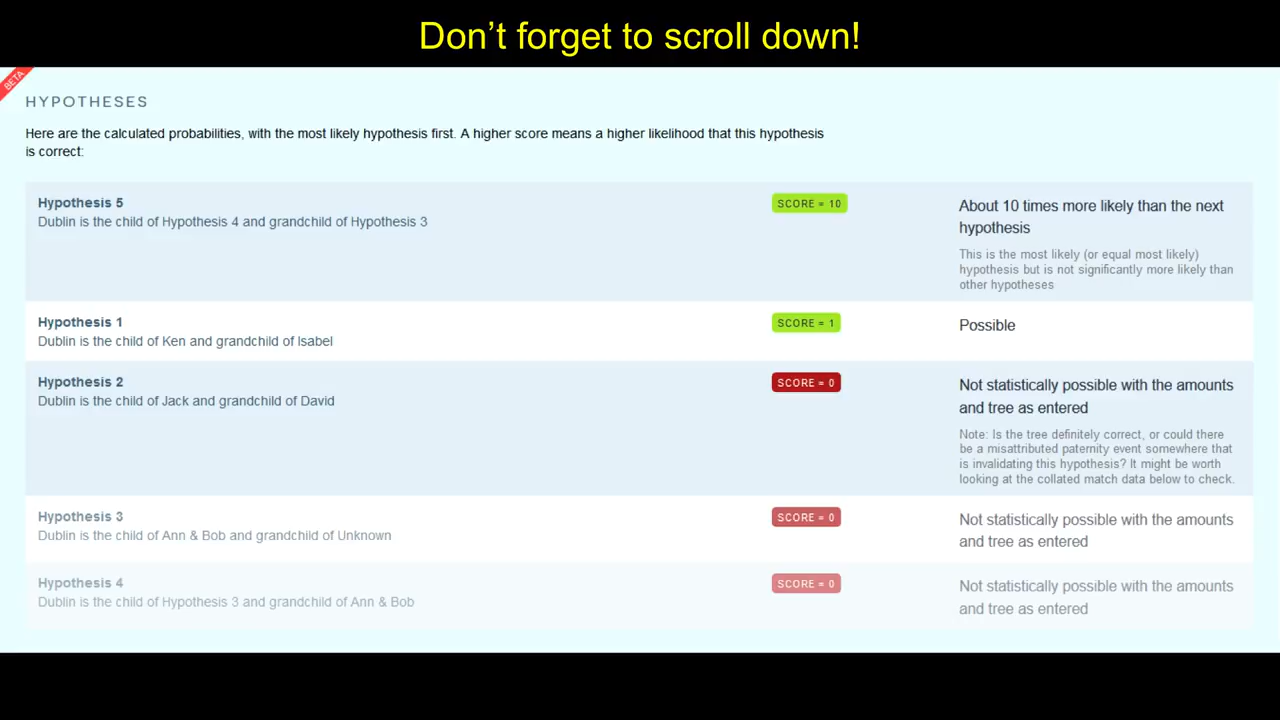 Don’t forget to scroll down!
BETA
HYPOTHESES
Here are the calculated probabilities, with the most likely hypothesis first. A higher score means a higher likelihood that this hypothesis
is correct:
Hypothesis 5
Dublin is the child of Hypothesis 4 and grandchild of Hypothesis 3
SCORE = 10
About 10 times more likely than the next
hypothesis
This is the most likely (or equal most likely)
hypothesis but is not significantly more likely than
other hypotheses
Hypothesis 1
Dublin is the child of Ken and grandchild of Isabel
SCORE = 1
Possible
Hypothesis 2
Dublin is the child of Jack and grandchild of David
SCORE = 0
Not statistically possible with the amounts
and tree as entered
Note: Is the tree definitely correct, or could there
be a misattributed paternity event somewhere that
is invalidating this hypothesis? It might be worth
looking at the collated match data below to check.
Hypothesis 3
Dublin is the child of Ann & Bob and grandchild of Unknown
SCORE = 0
Not statistically possible with the amounts
and tree as entered
Hypothesis 4
Dublin is the child of Hypothesis 3 and grandchild of Ann & Bob
SCORE = 0
Not statistically possible with the amounts
and tree as entered